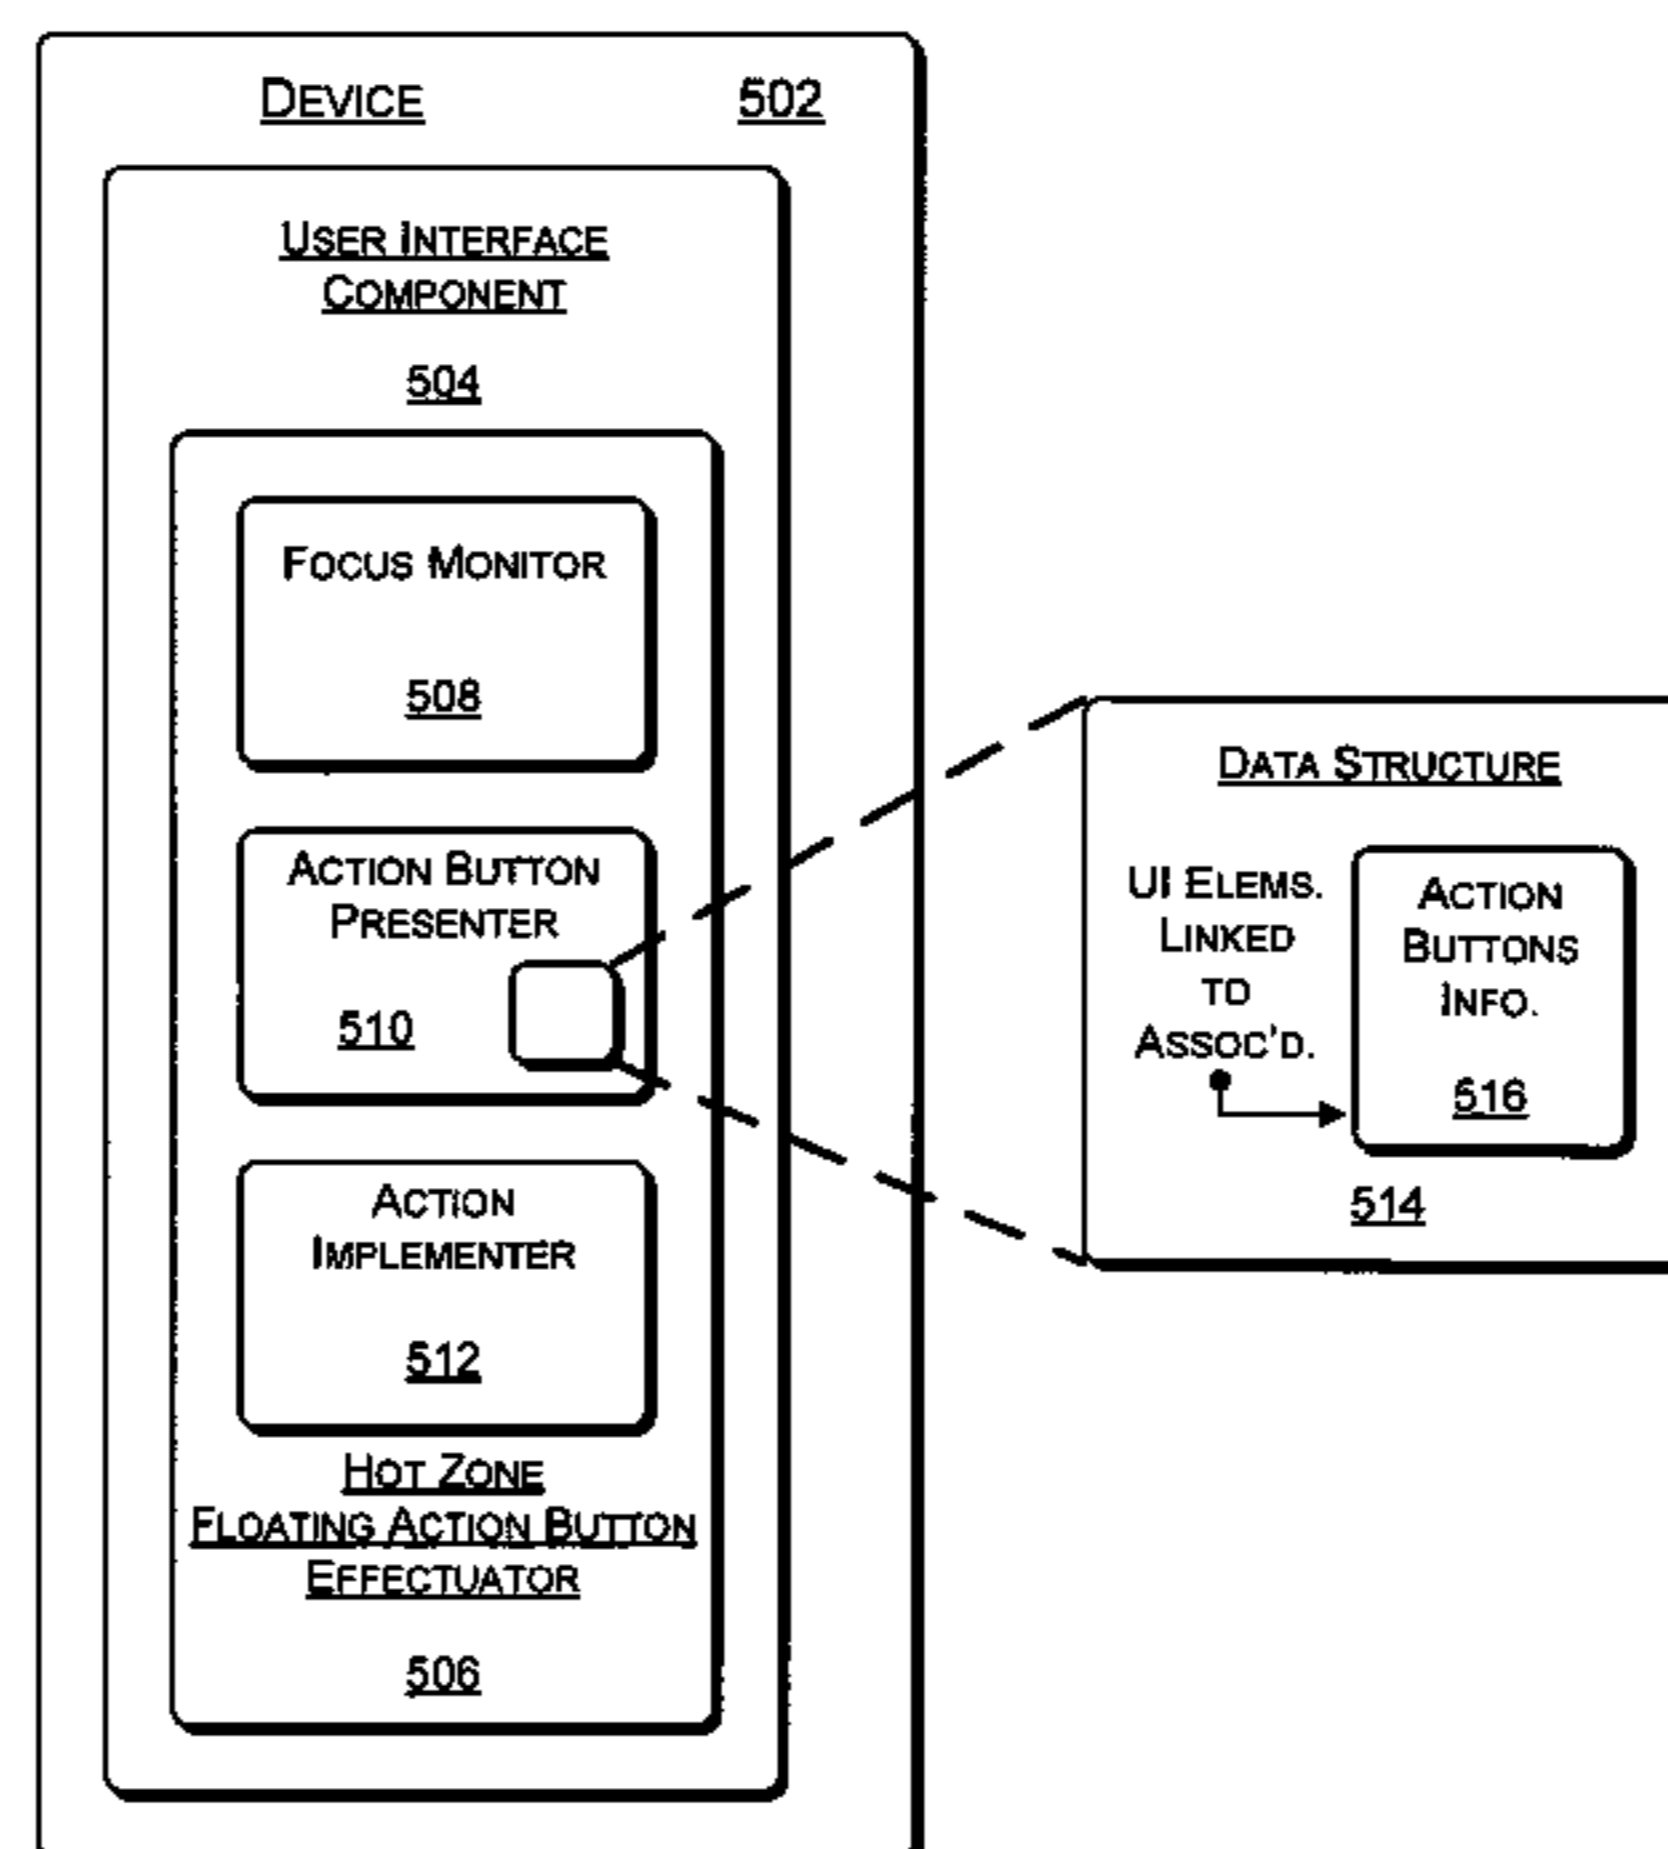 DEVICE 502
USER INTERFACE
COMPONENT
504
FOCUS MONITOR
508
ACTION BUTTON
PRESENTER
510
ACTION
IMPLEMENTER
512
HOT ZONE
FLOATING ACTION BUTTON
EFFECTUATOR
506
DATA STRUCTURE
UI ELEMS.
LINKED
TO
ASSOC'D.
ACTION
BUTTONS
INFO.
516
514